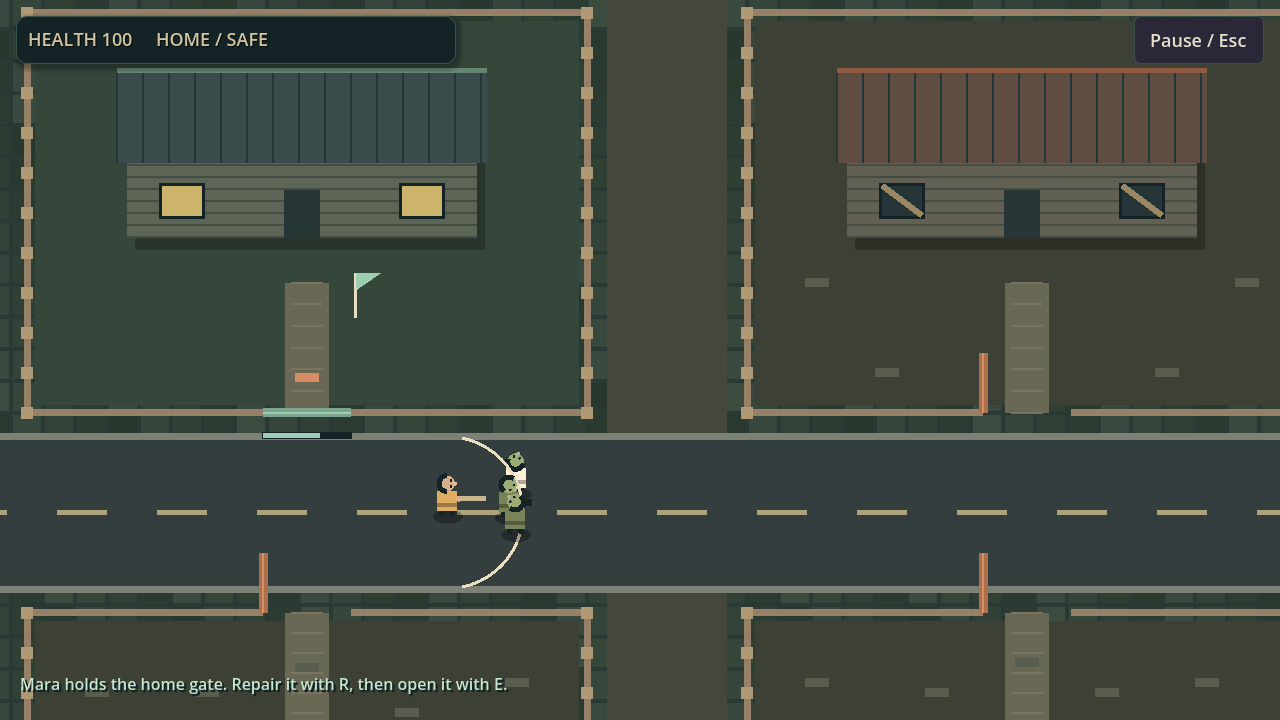 HEALTH 100 HOME / SAFE
Pause / Esc
Mara holds the home gate. Repair it with R, then open it with E.